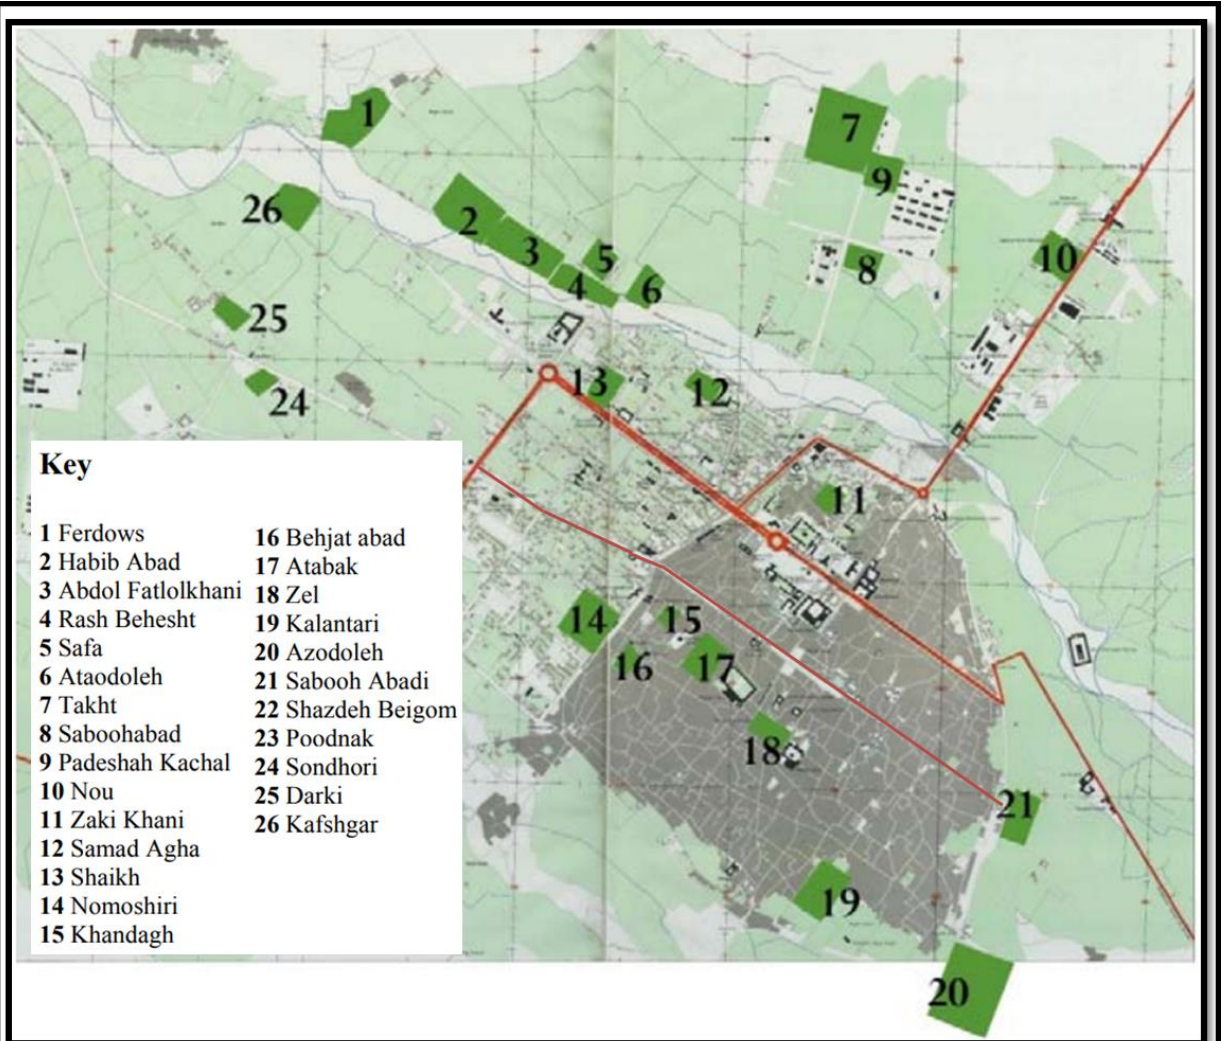 1
7
9
26
2
3
5
4
6
8
10
25
24
13
12
11
14
15
16
17
18
21
19
20
Key
1 Ferdows
2 Habib Abad
3 Abdol Fatlolkhani
4 Rash Behesht
5 Safa
6 Ataodoleh
7 Takht
8 Saboohabad
9 Padeshah Kachal
10 Nou
11 Zaki Khani
12 Samad Agha
13 Shaikh
14 Nomoshiri
15 Khandagh
16 Behjat abad
17 Atabak
18 Zel
19 Kalantari
20 Azodoleh
21 Sabooh Abadi
22 Shazdeh Beigom
23 Poodnak
24 Sondhori
25 Darki
26 Kafshgar